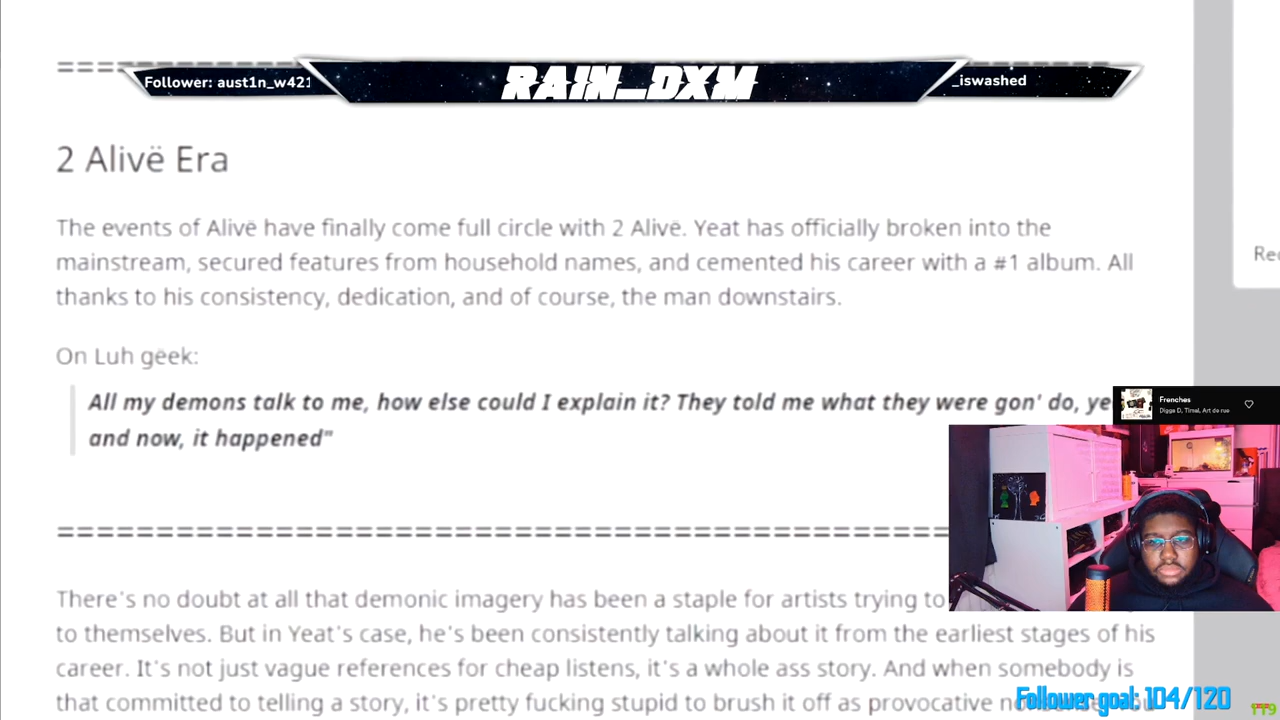 Follower: aust1n_w421
RAIN_DXM
_iswashed
2 Alivë Era
The events of Alivë have finally come full circle with 2 Alivë. Yeat has officially broken into the
mainstream, secured features from household names, and cemented his career with a #1 album. All
thanks to his consistency, dedication, and of course, the man downstairs.
On Luh gëek:
All my demons talk to me, how else could I explain it? They told me what they were gon' do, ye
and now, it happened"
Frenches
Digga D, Timal, Art de rue
There's no doubt at all that demonic imagery has been a staple for artists trying to
to themselves. But in Yeat's case, he's been consistently talking about it from the earliest stages of his
career. It's not just vague references for cheap listens, it's a whole ass story. And when somebody is
that committed to telling a story, it's pretty fucking stupid to brush it off as provocative
Follower goal: 104/120
119